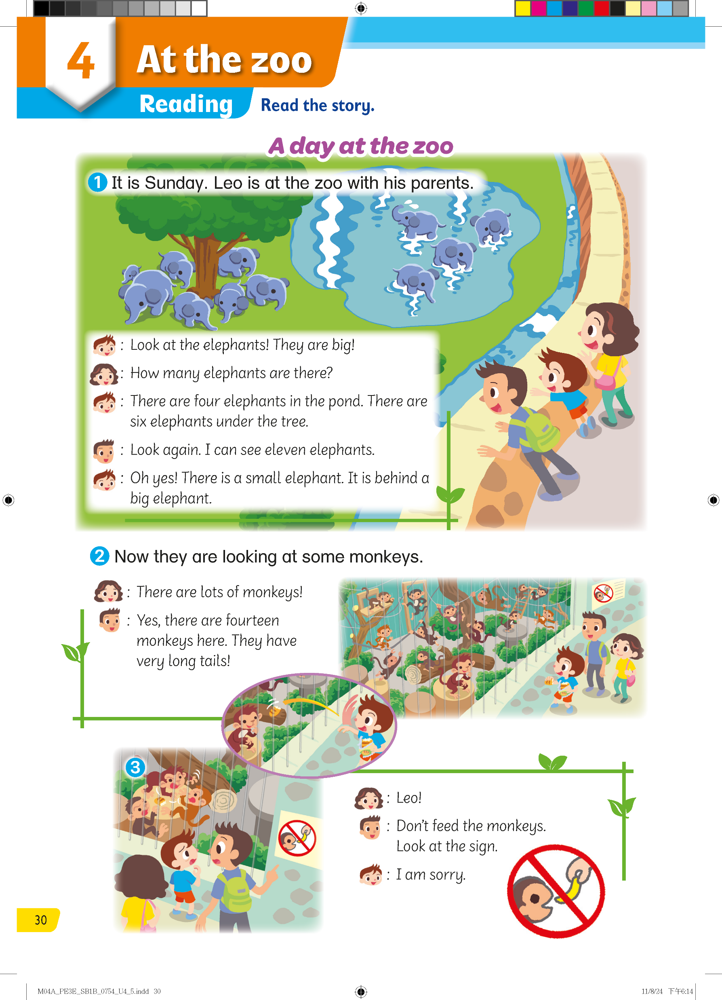 4
At the zoo
Reading
Read the story.
A day at the zoo
1 It is Sunday. Leo is at the zoo with his parents.
: Look at the elephants! They are big!
: How many elephants are there?
: There are four elephants in the pond. There are
six elephants under the tree.
: Look again. I can see eleven elephants.
: Oh yes! There is a small elephant. It is behind a
big elephant.
2 Now they are looking at some monkeys.
: There are lots of monkeys!
: Yes, there are fourteen
monkeys here. They have
very long tails!
3
: Leo!
: Don't feed the monkeys.
Look at the sign.
: I am sorry.
30
M04A_PE3E_SB1B_0754_U4_5.indd 30
11/8/24 下午6:14